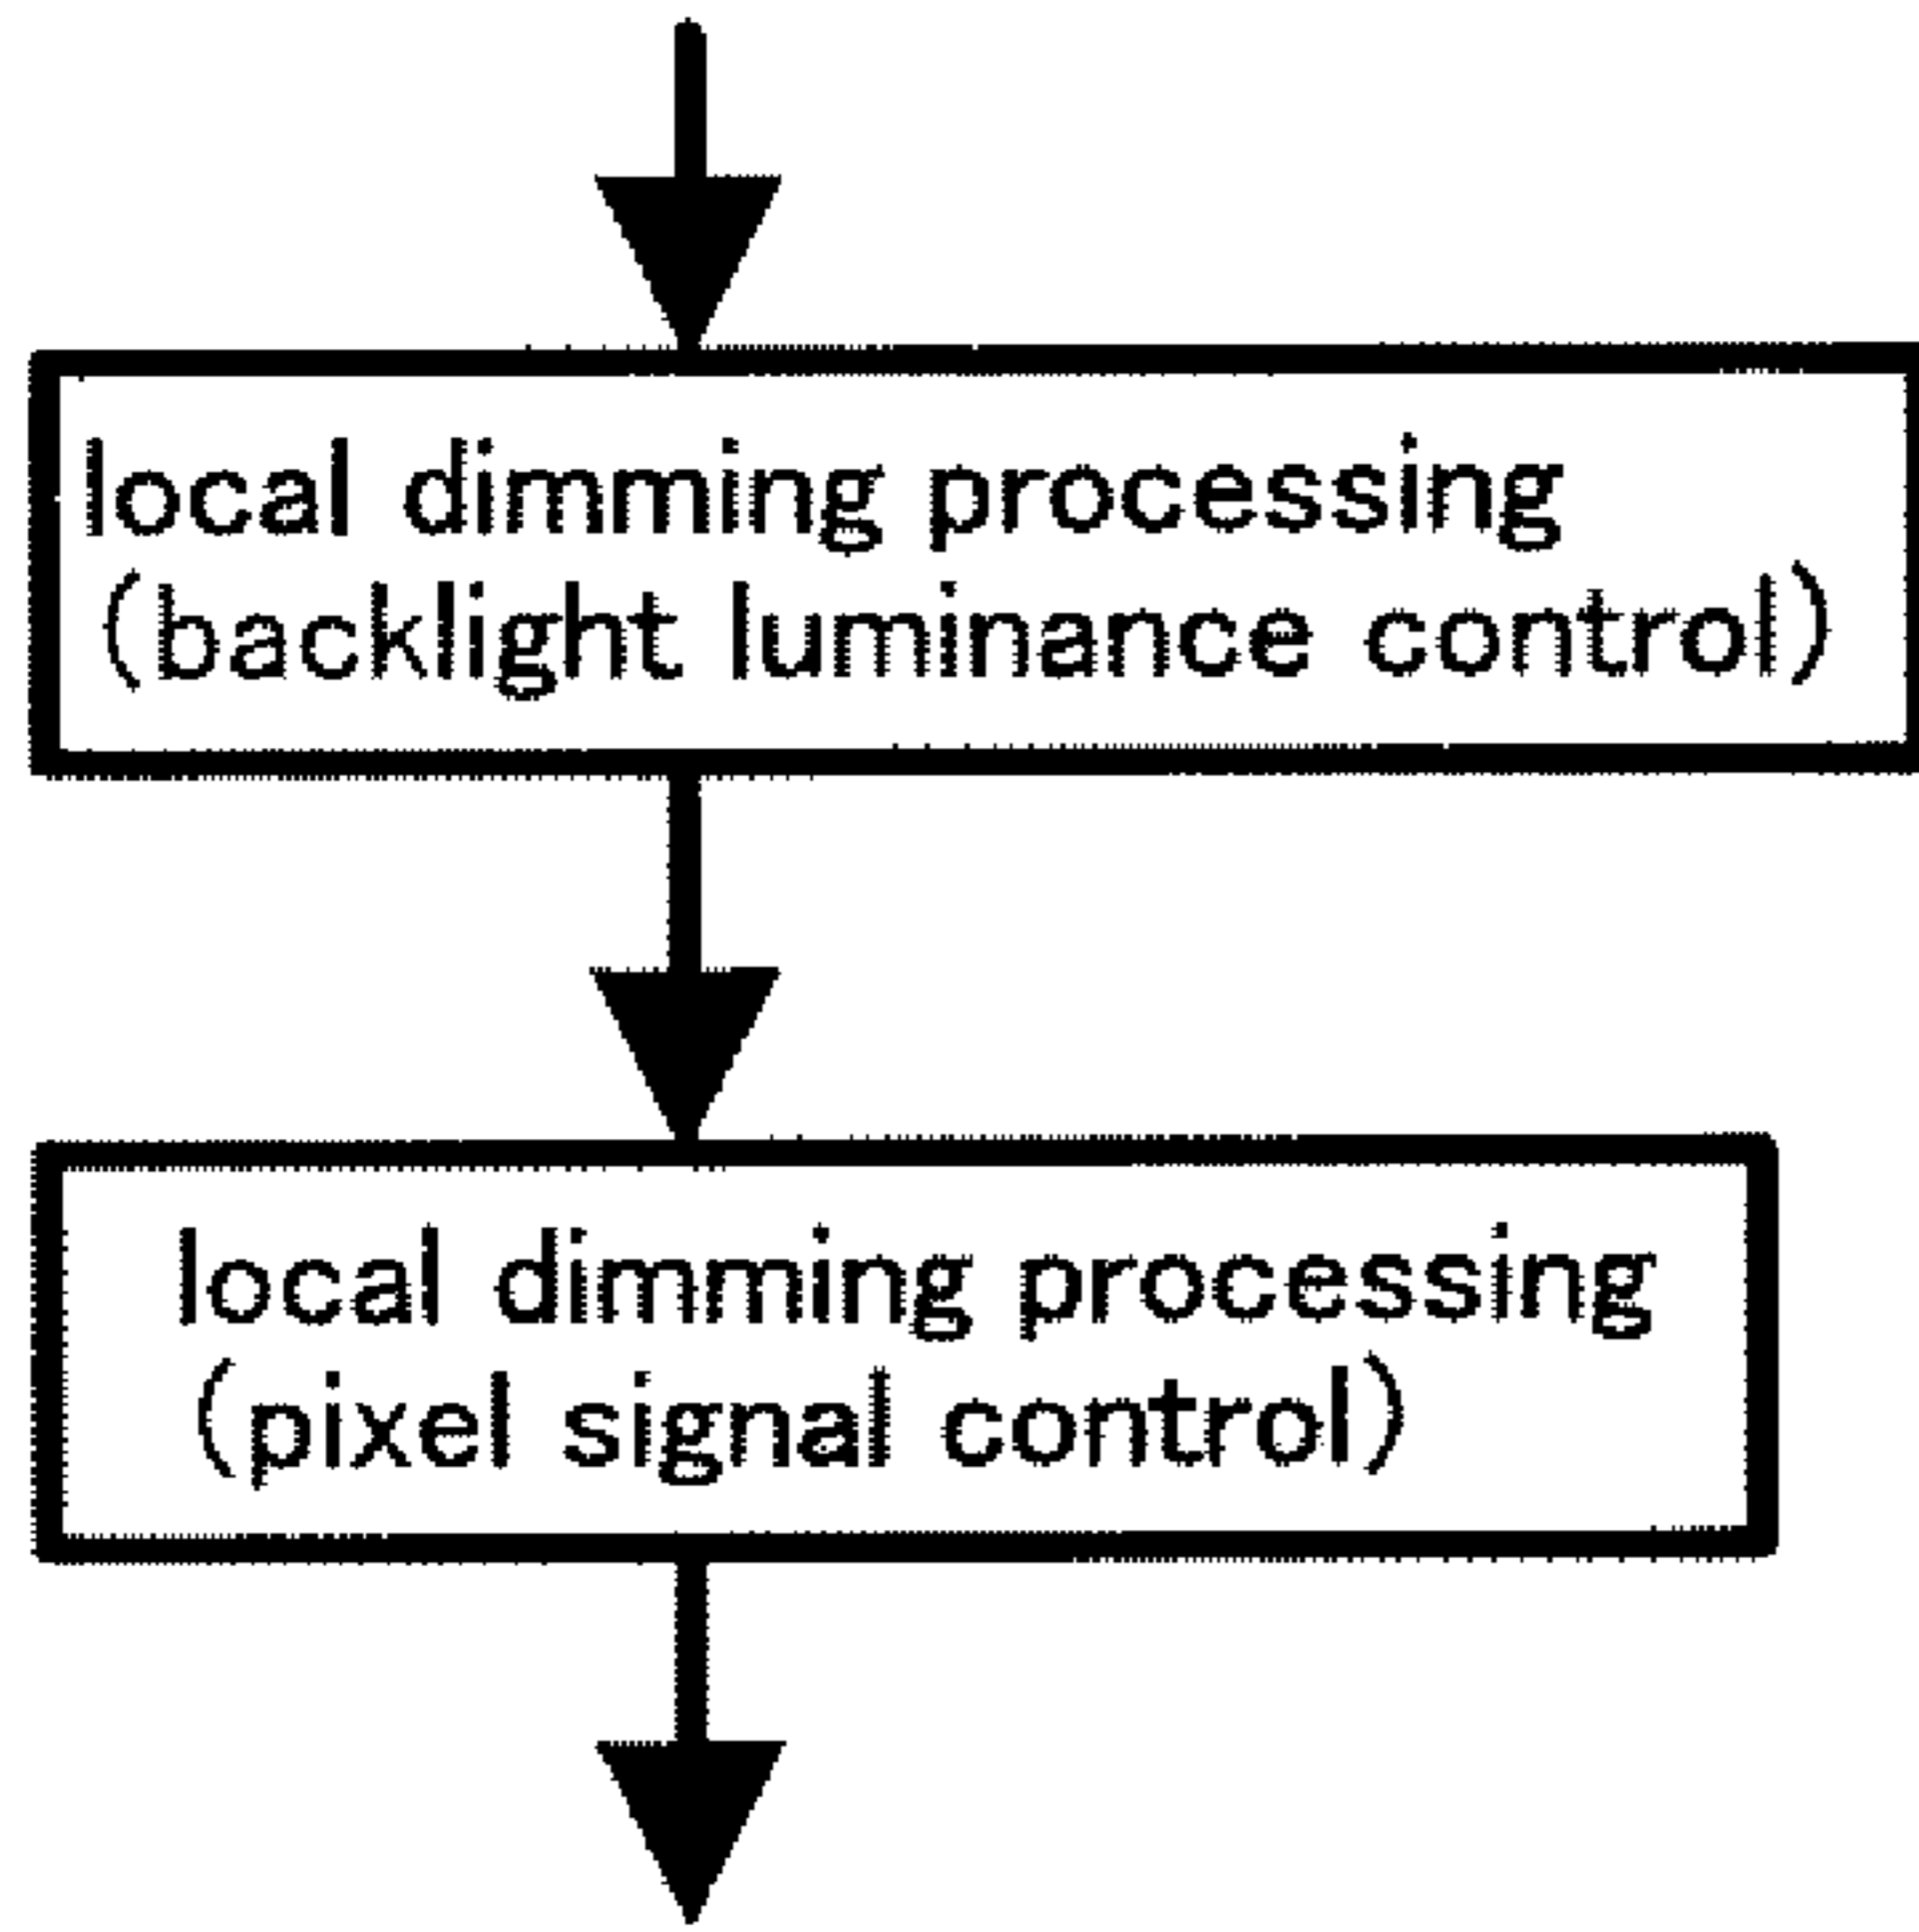 local dimming processing
(backlight luminance control)
local dimming processing
(pixel signal control)